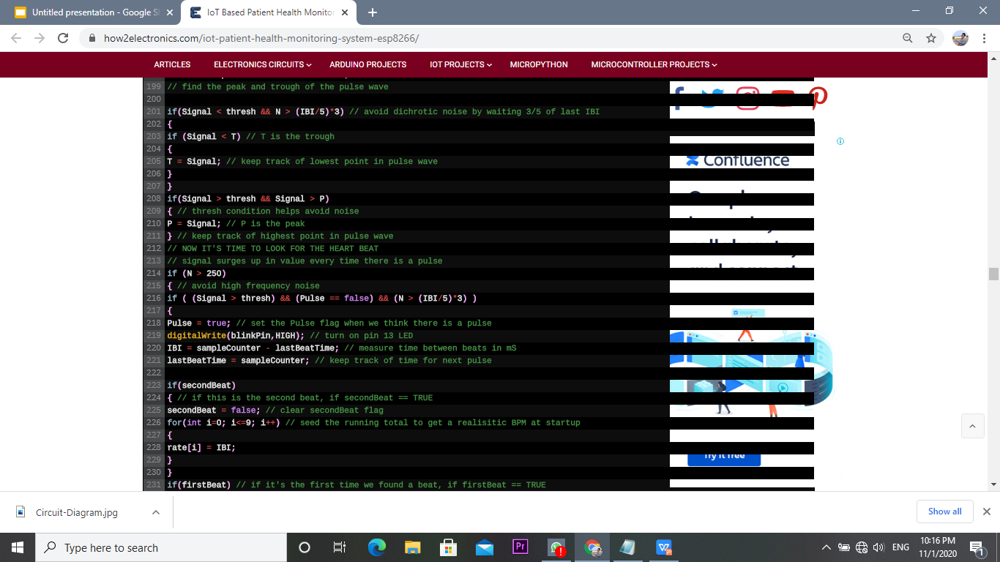 Untitled presentation - Google Sl
IoT Based Patient Health Monitor
how2electronics.com/iot-patient-health-monitoring-system-esp8266/
ARTICLES ELECTRONICS CIRCUITS ARDUINO PROJECTS IOT PROJECTS MICROPYTHON MICROCONTROLLER PROJECTS
199 // find the peak and trough of the pulse wave
200
201 if(Signal < thresh && N > (IBI/5)*3) // avoid dichrotic noise by waiting 3/5 of last IBI
202 {
203 if (Signal < T) // T is the trough
204 {
205 T = Signal; // keep track of lowest point in pulse wave
206 }
207 }
208 if(Signal > thresh && Signal > P)
209 { // thresh condition helps avoid noise
210 P = Signal; // P is the peak
211 } // keep track of highest point in pulse wave
212 // NOW IT'S TIME TO LOOK FOR THE HEART BEAT
213 // signal surges up in value every time there is a pulse
214 if (N > 250)
215 { // avoid high frequency noise
216 if ( (Signal > thresh) && (Pulse == false) && (N > (IBI/5)*3) )
217 {
218 Pulse = true; // set the Pulse flag when we think there is a pulse
219 digitalWrite(blinkPin,HIGH); // turn on pin 13 LED
220 IBI = sampleCounter - lastBeatTime; // measure time between beats in mS
221 lastBeatTime = sampleCounter; // keep track of time for next pulse
222
223 if(secondBeat)
224 { // if this is the second beat, if secondBeat == TRUE
225 secondBeat = false; // clear secondBeat flag
226 for(int i=0; i<=9; i++) // seed the running total to get a realisitic BPM at startup
227 {
228 rate[i] = IBI;
229 }
230 }
231 if(firstBeat) // if it's the first time we found a beat, if firstBeat == TRUE
Confluence
Try it free
Circuit-Diagram.jpg
Show all
Type here to search
Pr
ENG
10:16 PM
11/1/2020
1